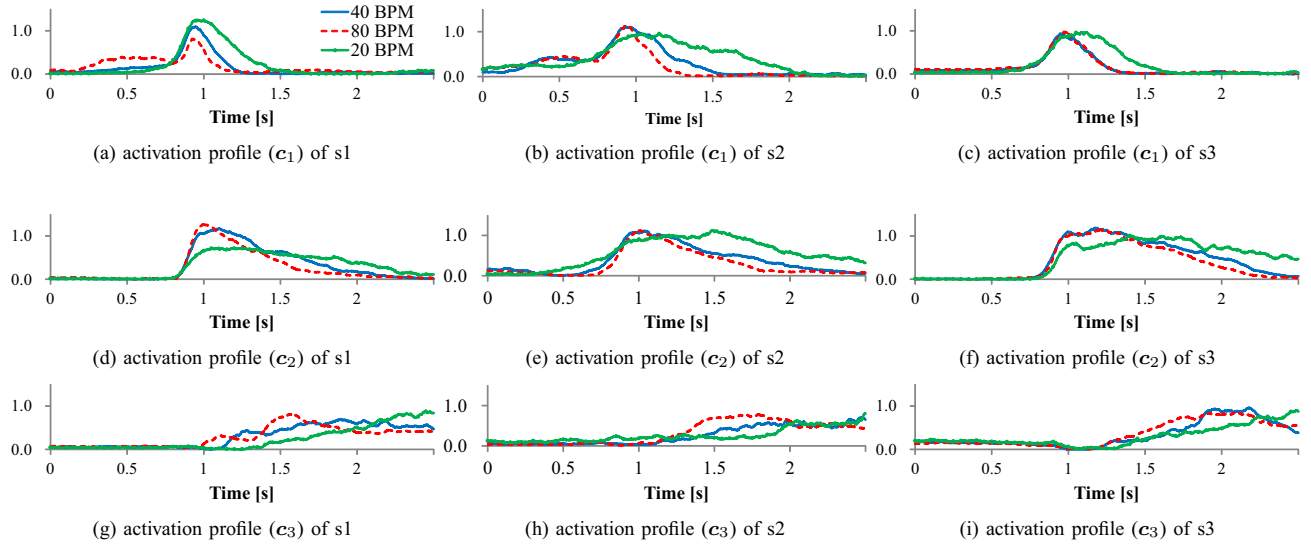 40 BPM
80 BPM
20 BPM
1.0
0.0
0 0.5 1 1.5 2
Time [s]
(a) activation profile (c₁) of s1
1.0
0.0
0 0.5 1 1.5 2
Time [s]
(b) activation profile (c₁) of s2
1.0
0.0
0 0.5 1 1.5 2
Time [s]
(c) activation profile (c₁) of s3
1.0
0.0
0 0.5 1 1.5 2
Time [s]
(d) activation profile (c₂) of s1
1.0
0.0
0 0.5 1 1.5 2
Time [s]
(e) activation profile (c₂) of s2
1.0
0.0
0 0.5 1 1.5 2
Time [s]
(f) activation profile (c₂) of s3
1.0
0.0
0 0.5 1 1.5 2
Time [s]
(g) activation profile (c₃) of s1
1.0
0.0
0 0.5 1 1.5 2
Time [s]
(h) activation profile (c₃) of s2
1.0
0.0
0 0.5 1 1.5 2
Time [s]
(i) activation profile (c₃) of s3